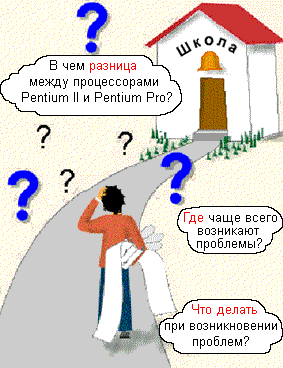 ?
Школа
В чем разница
между процессорами
Pentium II и Pentium Pro?
?
?
?
?
?
Где чаще всего
возникают
проблемы?
Что делать
при возникновении
проблем?